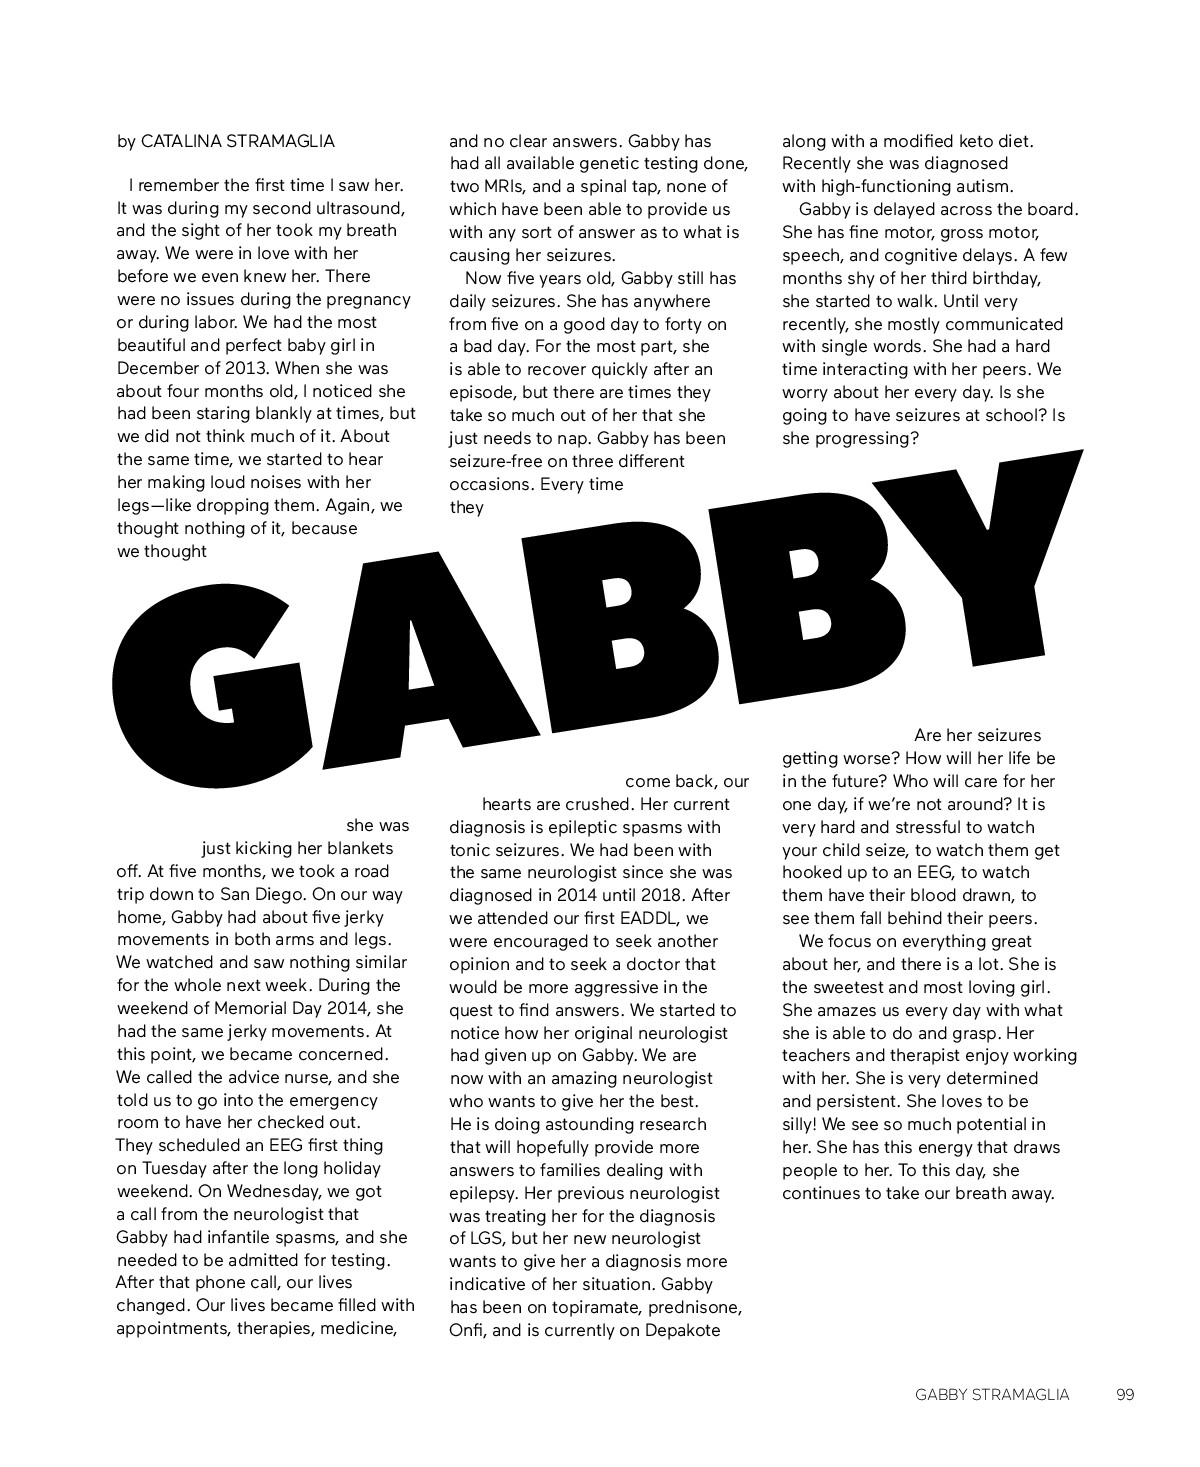 by CATALINA STRAMAGLIA
I remember the first time I saw her.
It was during my second ultrasound,
and the sight of her took my breath
away. We were in love with her
before we even knew her. There
were no issues during the pregnancy
or during labor. We had the most
beautiful and perfect baby girl in
December of 2013. When she was
about four months old, I noticed she
had been staring blankly at times, but
we did not think much of it. About
the same time, we started to hear
her making loud noises with her
legs—like dropping them. Again, we
thought nothing of it, because
we thought
GABBY
she was
just kicking her blankets
off. At five months, we took a road
trip down to San Diego. On our way
home, Gabby had about five jerky
movements in both arms and legs.
We watched and saw nothing similar
for the whole next week. During the
weekend of Memorial Day 2014, she
had the same jerky movements. At
this point, we became concerned.
We called the advice nurse, and she
told us to go into the emergency
room to have her checked out.
They scheduled an EEG first thing
on Tuesday after the long holiday
weekend. On Wednesday, we got
a call from the neurologist that
Gabby had infantile spasms, and she
needed to be admitted for testing.
After that phone call, our lives
changed. Our lives became filled with
appointments, therapies, medicine,
and no clear answers. Gabby has
had all available genetic testing done,
two MRIs, and a spinal tap, none of
which have been able to provide us
with any sort of answer as to what is
causing her seizures.
Now five years old, Gabby still has
daily seizures. She has anywhere
from five on a good day to forty on
a bad day. For the most part, she
is able to recover quickly after an
episode, but there are times they
take so much out of her that she
just needs to nap. Gabby has been
seizure-free on three different
occasions. Every time
they
come back, our
hearts are crushed. Her current
diagnosis is epileptic spasms with
tonic seizures. We had been with
the same neurologist since she was
diagnosed in 2014 until 2018. After
we attended our first EADDL, we
were encouraged to seek another
opinion and to seek a doctor that
would be more aggressive in the
quest to find answers. We started to
notice how her original neurologist
had given up on Gabby. We are
now with an amazing neurologist
who wants to give her the best.
He is doing astounding research
that will hopefully provide more
answers to families dealing with
epilepsy. Her previous neurologist
was treating her for the diagnosis
of LGS, but her new neurologist
wants to give her a diagnosis more
indicative of her situation. Gabby
has been on topiramate, prednisone,
Onfi, and is currently on Depakote
along with a modified keto diet.
Recently she was diagnosed
with high-functioning autism.
Gabby is delayed across the board.
She has fine motor, gross motor,
speech, and cognitive delays. A few
months shy of her third birthday,
she started to walk. Until very
recently, she mostly communicated
with single words. She had a hard
time interacting with her peers. We
worry about her every day. Is she
going to have seizures at school? Is
she progressing?
Are her seizures
getting worse? How will her life be
in the future? Who will care for her
one day, if we're not around? It is
very hard and stressful to watch
your child seize, to watch them get
hooked up to an EEG, to watch
them have their blood drawn, to
see them fall behind their peers.
We focus on everything great
about her, and there is a lot. She is
the sweetest and most loving girl.
She amazes us every day with what
she is able to do and grasp. Her
teachers and therapist enjoy working
with her. She is very determined
and persistent. She loves to be
silly! We see so much potential in
her. She has this energy that draws
people to her. To this day, she
continues to take our breath away.
GABBY STRAMAGLIA 99